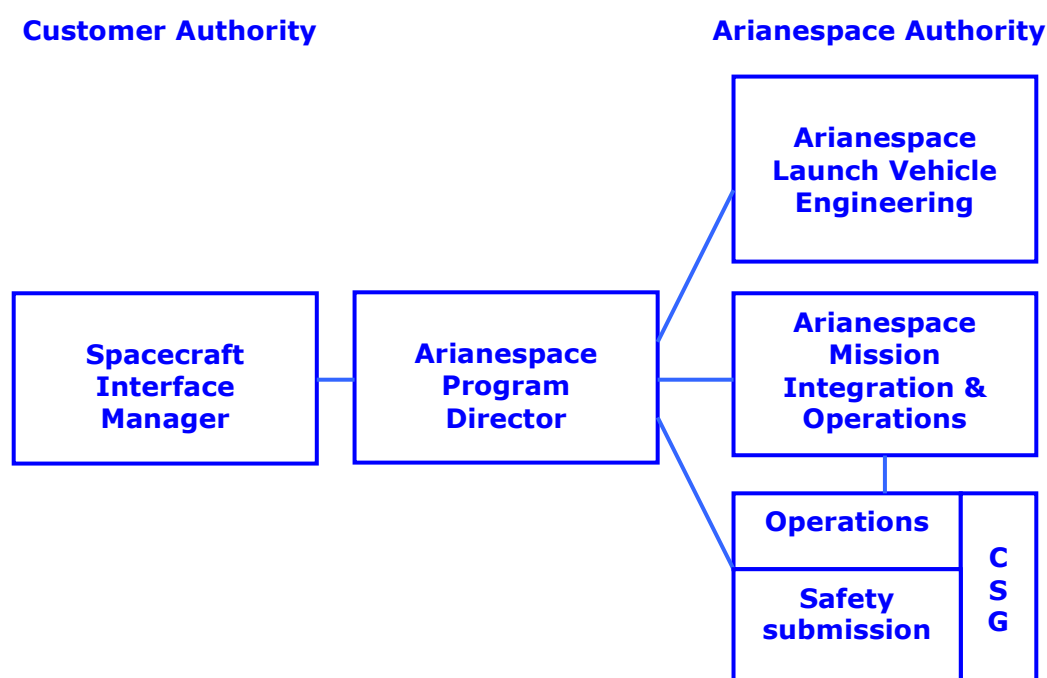 Customer Authority
Arianespace Authority
Arianespace
Launch Vehicle
Engineering
Spacecraft
Interface
Manager
Arianespace
Program
Director
Arianespace
Mission
Integration &
Operations
Operations
Safety
submission
C
S
G